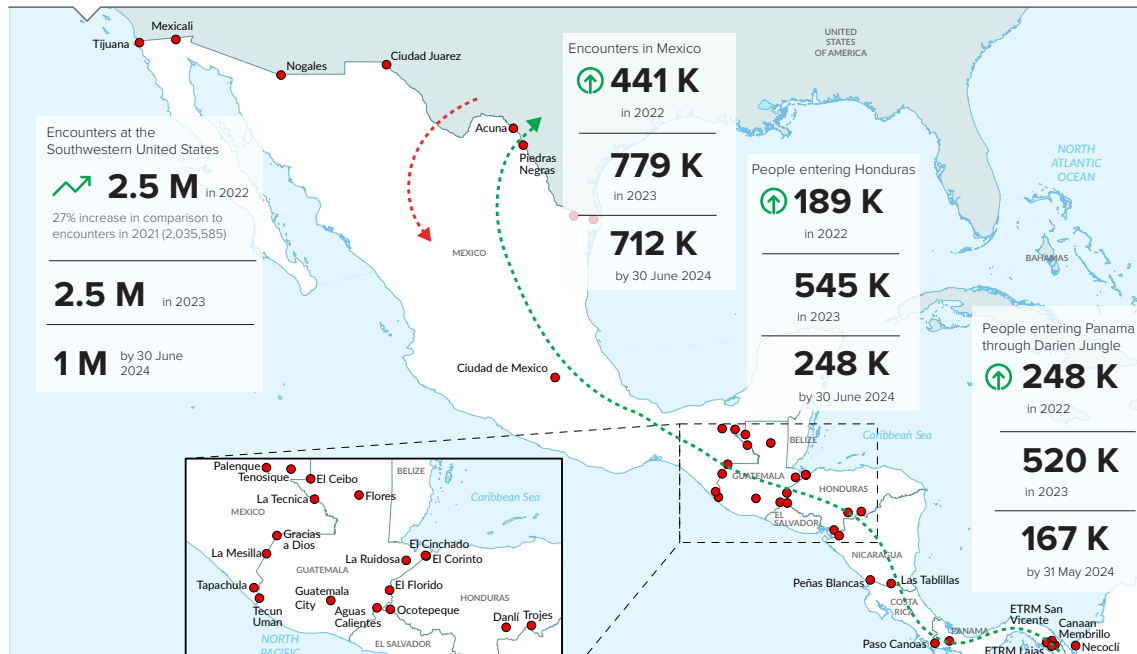 Mexicali
Tijuana
Nogales
Ciudad Juarez
UNITED
STATES
OF AMERICA
Encounters in Mexico
441 K
in 2022
779 K
in 2023
712 K
by 30 June 2024
Acuna
Piedras
Negras
Encounters at the
Southwestern United States
2.5 M in 2022
27% increase in comparison to
encounters in 2021 (2,035,585)
2.5 M in 2023
1 M by 30 June
2024
NORTH
ATLANTIC
OCEAN
People entering Honduras
189 K
in 2022
545 K
in 2023
248 K
by 30 June 2024
MEXICO
BAHAMAS
People entering Panama
through Darien Jungle
248 K
in 2022
520 K
in 2023
167 K
by 31 May 2024
Ciudad de Mexico
BELIZE
Caribbean Sea
GUATEMALA
HONDURAS
EL
SALVADOR
NICARAGUA
Peñas Blancas
Las Tablillas
COSTA
RICA
Paso Canoas
PANAMA
ETRM San
Vicente
Canaan
Membrillo
Necoclí
ETRM Lajas
Palenque
Tenosique
El Ceibo
BELIZE
La Tecnica
Flores
Caribbean Sea
MEXICO
Gracias
a Dios
La Mesilla
El Cinchado
La Ruidosa
El Corinto
GUATEMALA
Tapachula
Tecun
Uman
Guatemala
City
El Florido
Aguas
Calientes
Ocotepeque
HONDURAS
Danlí
Trojes
EL SALVADOR
NORTH
PACIFIC